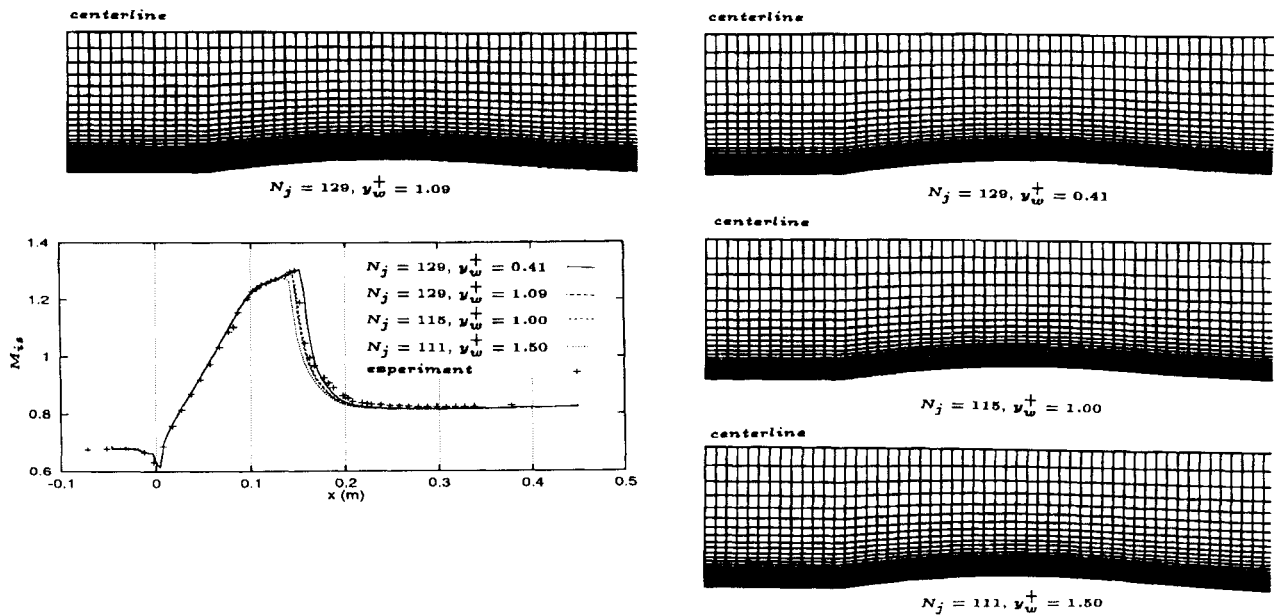 centerline
N_j = 129, y_w^+ = 1.09
1.4
1.2
1
0.8
0.6
M_is
-0.1
0
0.1
0.2
0.3
0.4
0.5
x (m)
N_j = 129, y_w^+ = 0.41
N_j = 129, y_w^+ = 1.09
N_j = 115, y_w^+ = 1.00
N_j = 111, y_w^+ = 1.50
experiment
centerline
N_j = 129, y_w^+ = 0.41
centerline
N_j = 115, y_w^+ = 1.00
centerline
N_j = 111, y_w^+ = 1.50